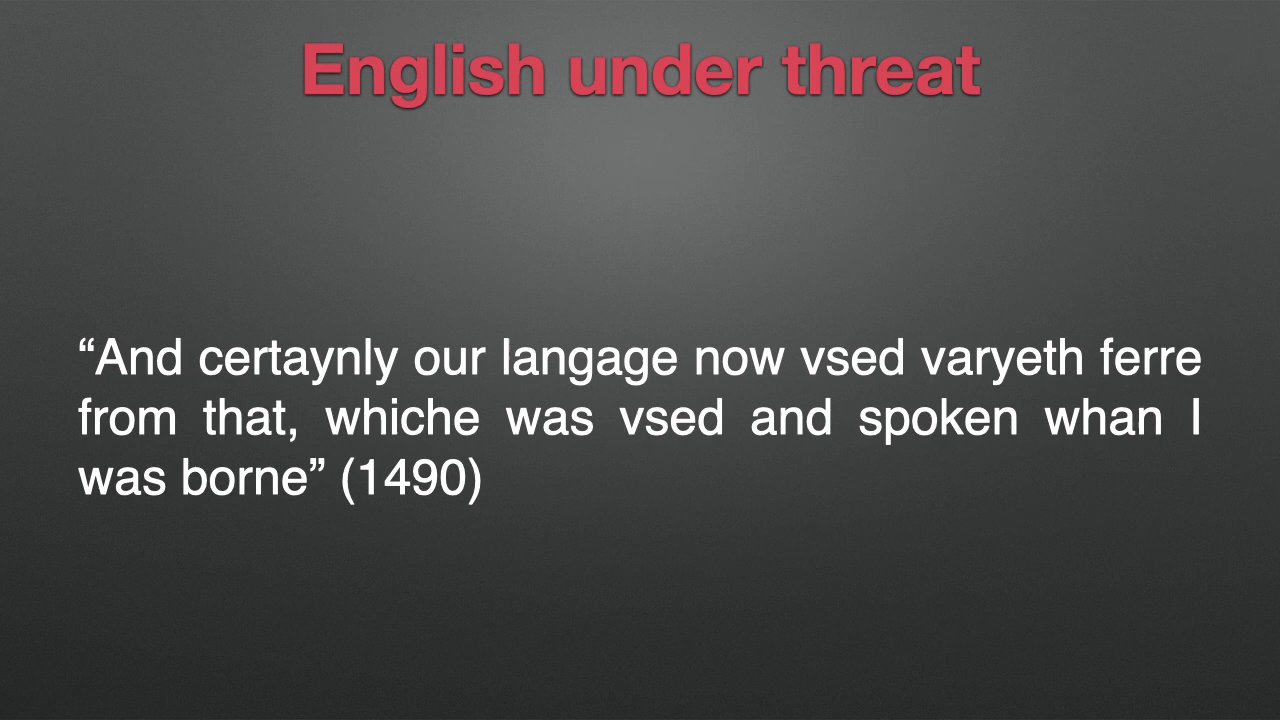 English under threat
“And certaynly our langage now vsed varyeth ferre
from that, whiche was vsed and spoken whan I
was borne” (1490)